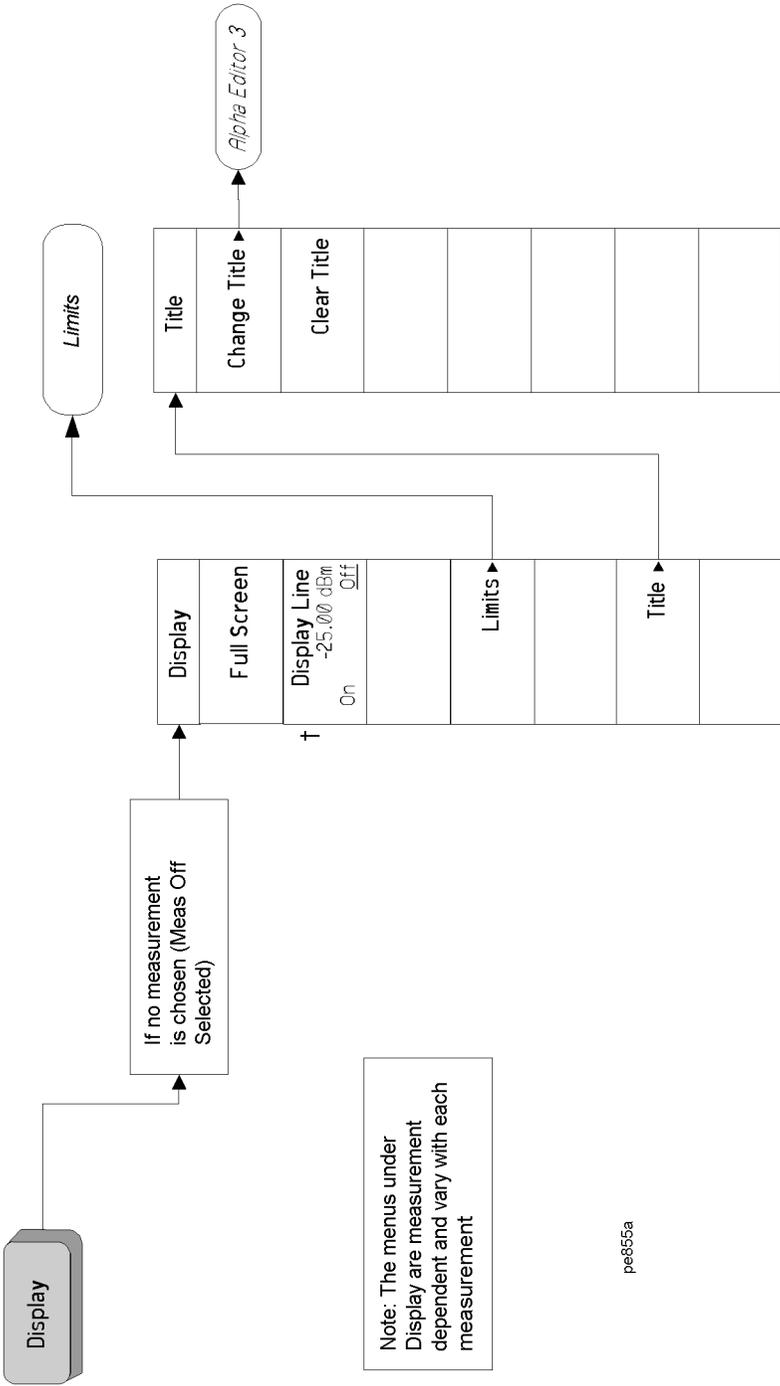 Display
If no measurement
is chosen (Meas Off
Selected)
Note: The menus under
Display are measurement
dependent and vary with each
measurement
pe855a
Display
Full Screen
†
Display Line
-25.00 dBm
On Off
Limits
Title
Limits
Title
Change Title
Clear Title
Alpha Editor 3